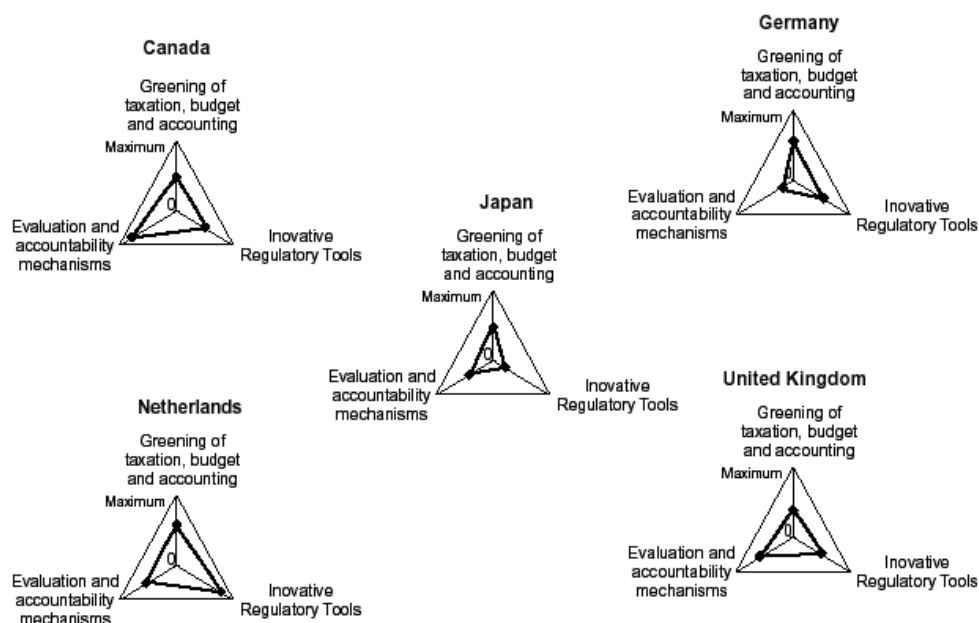 Canada
Greening of
taxation, budget
and accounting
Maximum
0
Evaluation and
accountability
mechanisms
Inovative
Regulatory Tools
Germany
Greening of
taxation, budget
and accounting
Maximum
0
Evaluation and
accountability
mechanisms
Inovative
Regulatory Tools
Japan
Greening of
taxation, budget
and accounting
Maximum
0
Evaluation and
accountability
mechanisms
Inovative
Regulatory Tools
Netherlands
Greening of
taxation, budget
and accounting
Maximum
0
Evaluation and
accountability
mechanisms
Inovative
Regulatory Tools
United Kingdom
Greening of
taxation, budget
and accounting
Maximum
0
Evaluation and
accountability
mechanisms
Inovative
Regulatory Tools